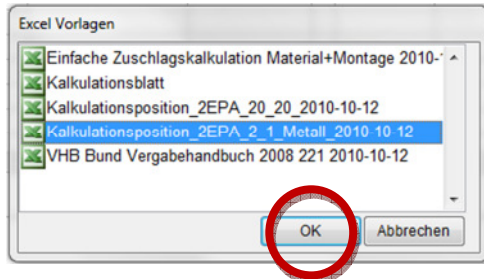 Excel Vorlagen
Einfache Zuschlagskalkulation Material+Montage 2010-
Kalkulationsblatt
Kalkulationsposition_2EPA_20_20_2010-10-12
Kalkulationsposition_2EPA_2_1_Metall_2010-10-12
VHB Bund Vergabehandbuch 2008 221 2010-10-12
OK Abbrechen